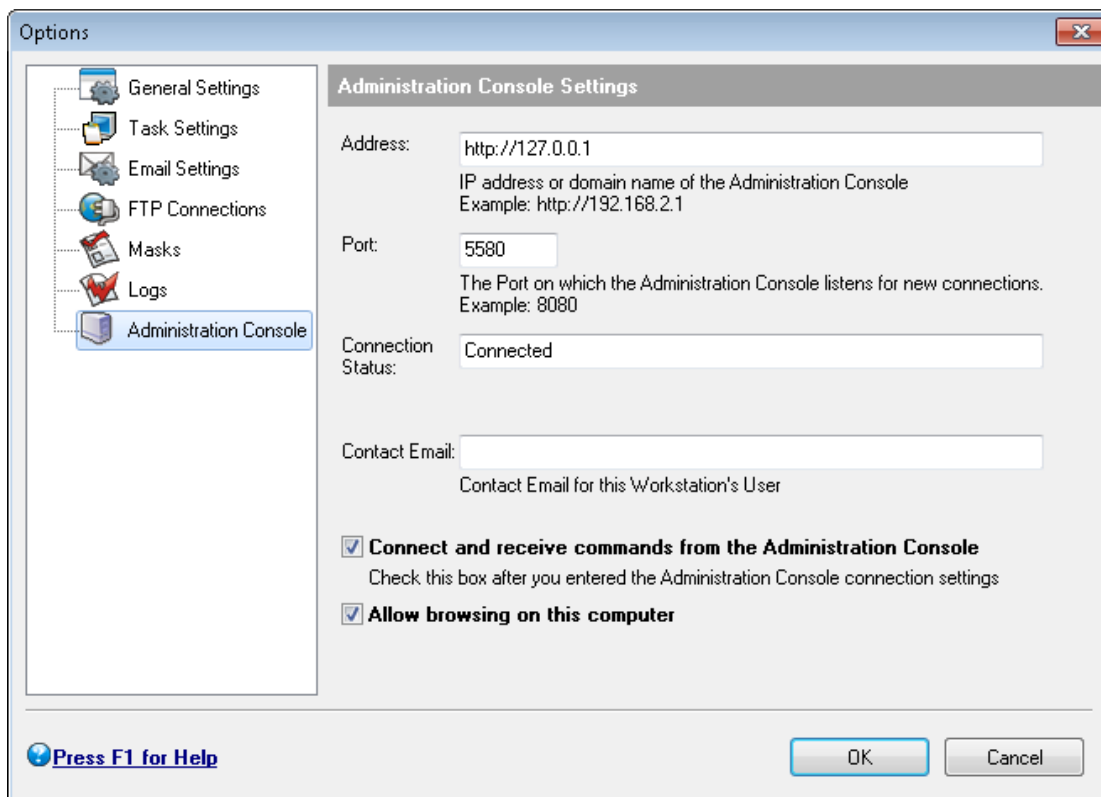 Options
General Settings
Task Settings
Email Settings
FTP Connections
Masks
Logs
Administration Console
Administration Console Settings
Address:
http://127.0.0.1
IP address or domain name of the Administration Console
Example: http://192.168.2.1
Port:
5580
The Port on which the Administration Console listens for new connections.
Example: 8080
Connection
Status:
Connected
Contact Email:
Contact Email for this Workstation's User
Connect and receive commands from the Administration Console
Check this box after you entered the Administration Console connection settings
Allow browsing on this computer
Press F1 for Help
OK
Cancel